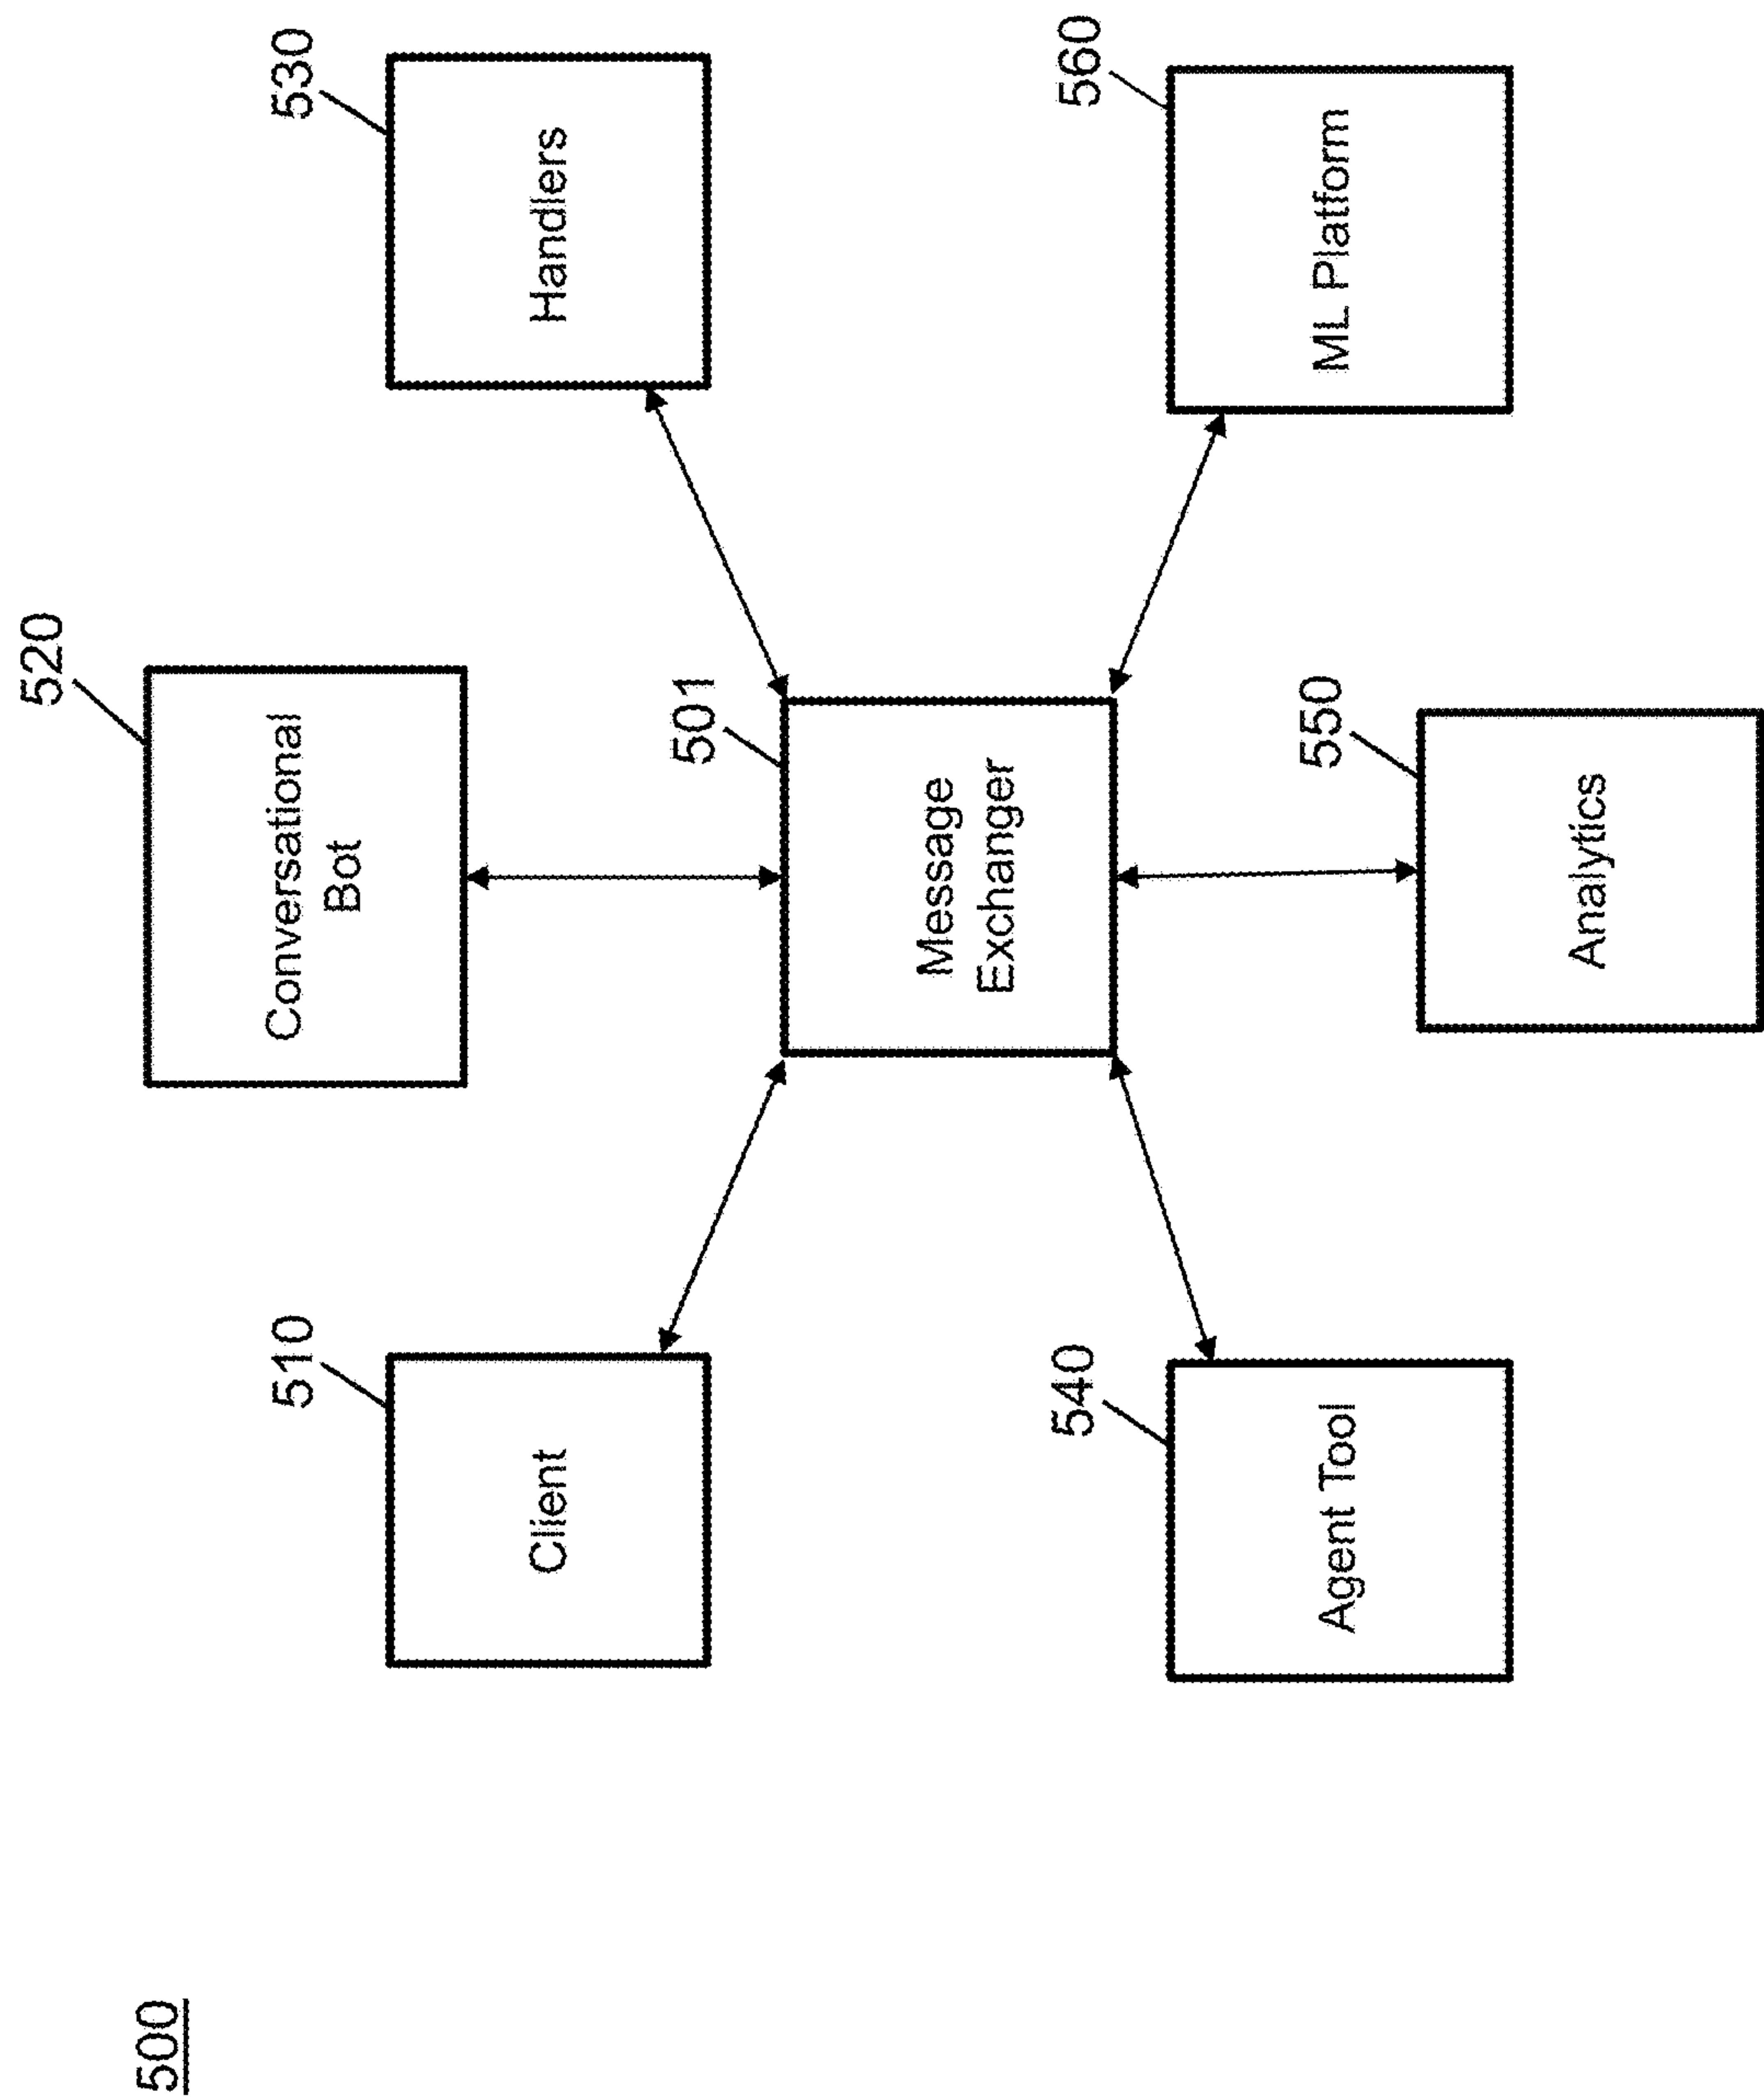 500
520
Conversational
Bot
510
Client
530
Handlers
501
Message
Exchanger
540
Agent Tool
550
Analytics
560
ML Platform